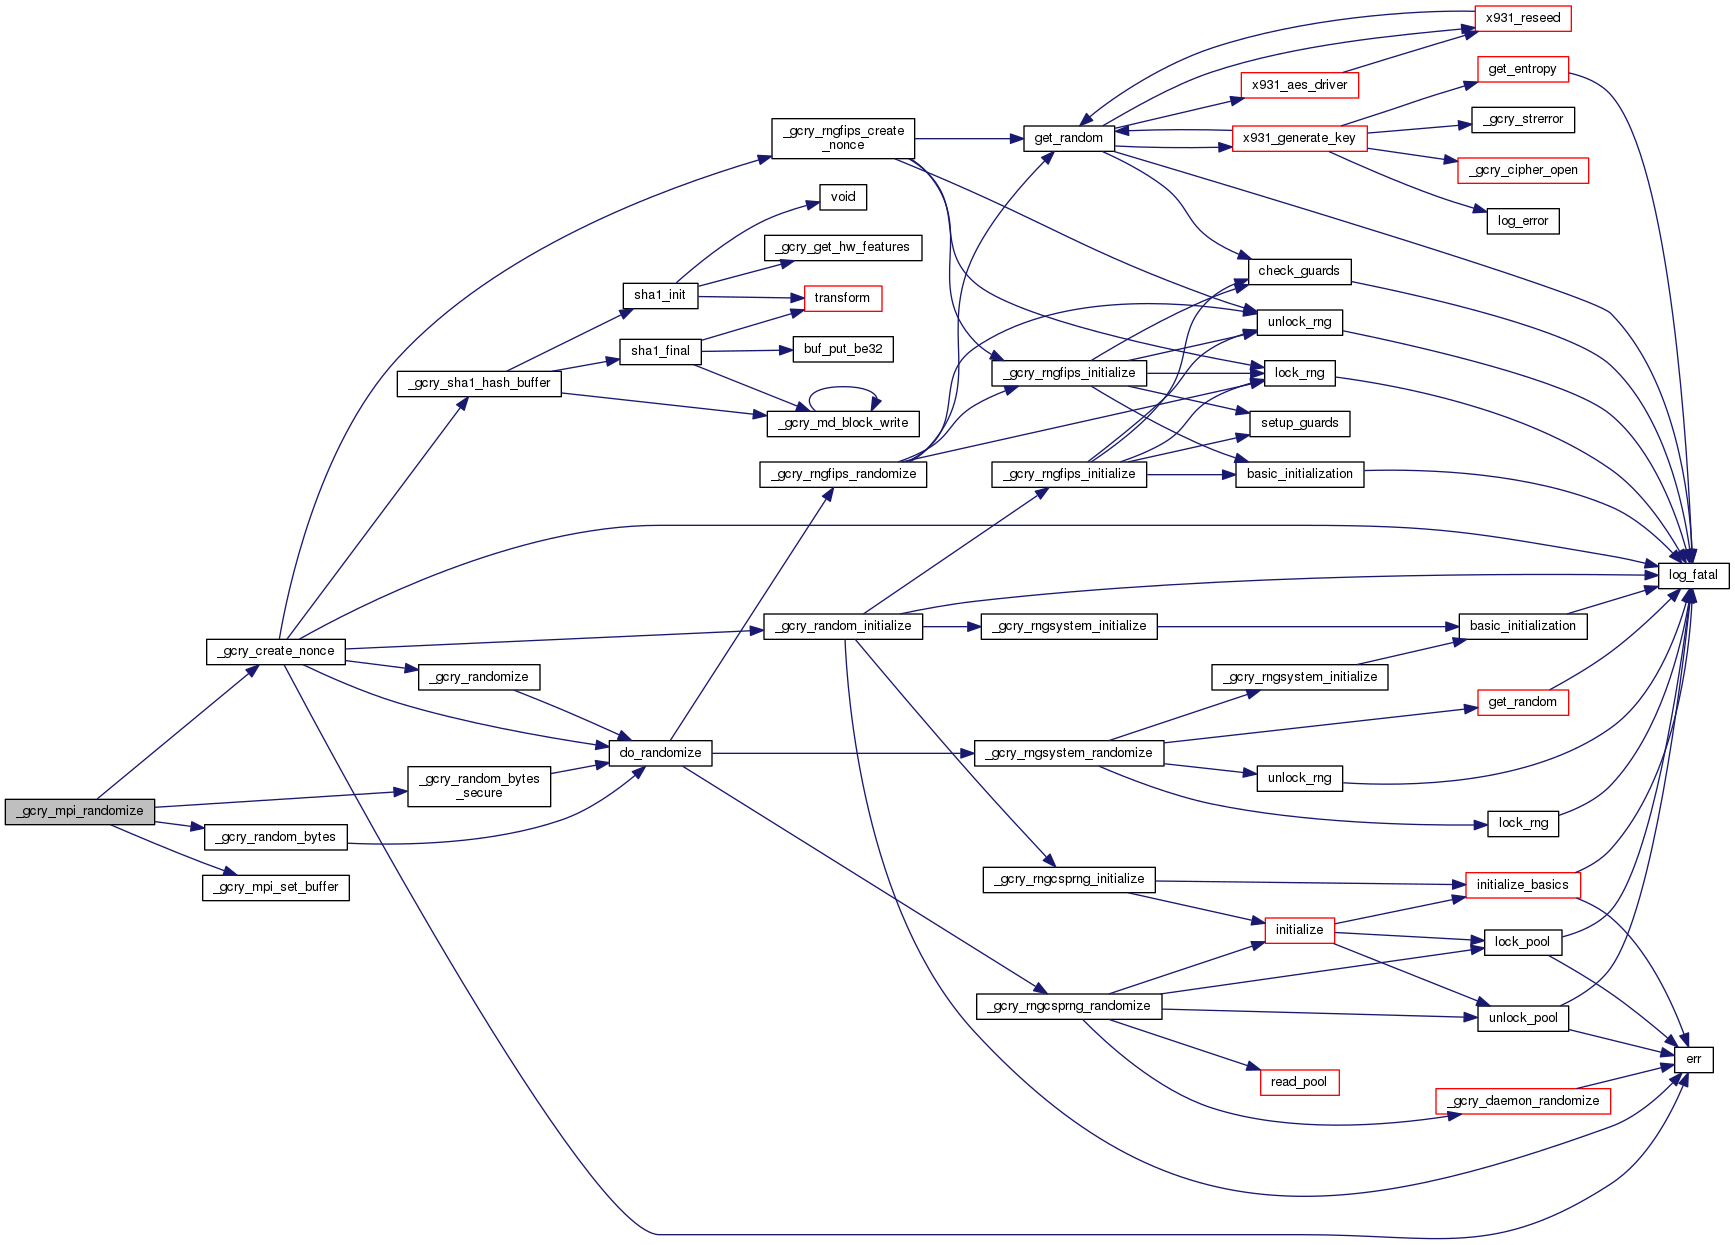 x931_reseed
get_entropy
x931_aes_driver
_gcry_strerror
_gcry_rngfips_create
_nonce
get_random
x931_generate_key
_gcry_cipher_open
void
log_error
_gcry_get_hw_features
check_guards
sha1_init
transform
unlock_rng
sha1_final
buf_put_be32
_gcry_rngfips_initialize
lock_rng
_gcry_sha1_hash_buffer
_gcry_md_block_write
setup_guards
_gcry_rngfips_randomize
_gcry_rngfips_initialize
basic_initialization
log_fatal
_gcry_random_initialize
_gcry_rngsystem_initialize
basic_initialization
_gcry_create_nonce
_gcry_randomize
_gcry_rngsystem_initialize
get_random
do_randomize
_gcry_rngsystem_randomize
_gcry_random_bytes
_secure
unlock_rng
_gcry_mpi_randomize
_gcry_random_bytes
lock_rng
_gcry_mpi_set_buffer
_gcry_rngcsprng_initialize
initialize_basics
initialize
lock_pool
_gcry_rngcsprng_randomize
unlock_pool
err
read_pool
_gcry_daemon_randomize